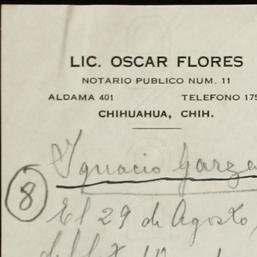 LIC. OSCAR FLORES
NOTARIO PUBLICO NUM. 11
ALDAMA 401 TELEFONO 175
CHIHUAHUA, CHIH.
Ignacio Garza
8
El 29 de Agosto,